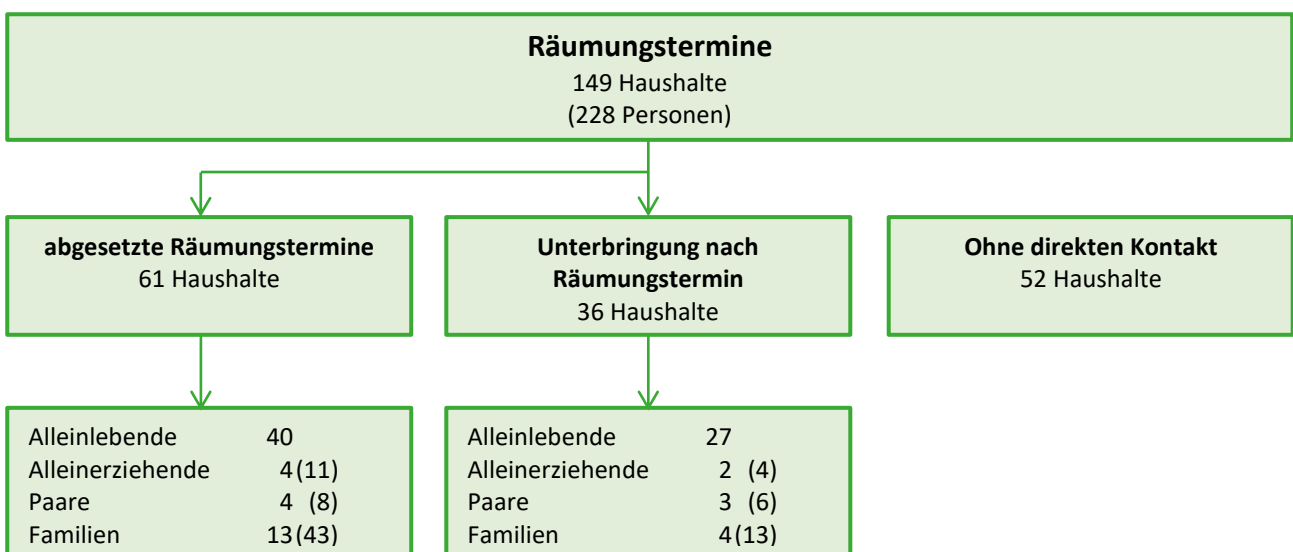 Räumungstermine
149 Haushalte
(228 Personen)
abgesetzte Räumungstermine
61 Haushalte
Unterbringung nach
Räumungstermin
36 Haushalte
Ohne direkten Kontakt
52 Haushalte
Alleinlebende 40
Alleinerziehende 4 (11)
Paare 4 (8)
Familien 13 (43)
Alleinlebende 27
Alleinerziehende 2 (4)
Paare 3 (6)
Familien 4 (13)